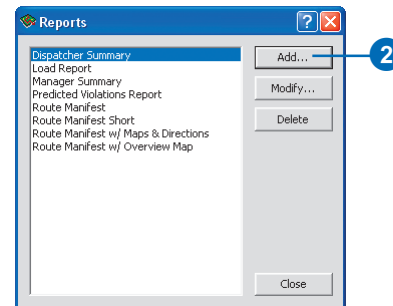 Reports
Dispatcher Summary
Load Report
Manager Summary
Predicted Violations Report
Route Manifest
Route Manifest Short
Route Manifest w/ Maps & Directions
Route Manifest w/ Overview Map
Add...
2
Modify...
Delete
Close